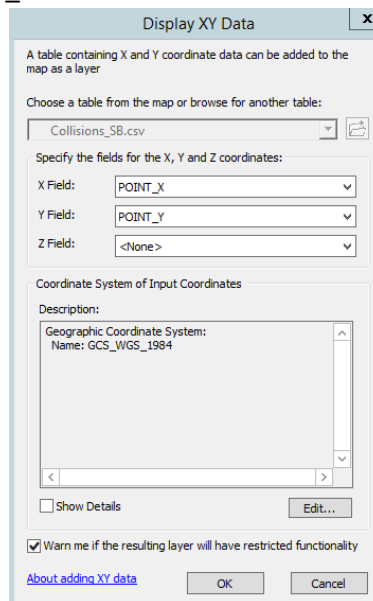 Display XY Data
x
A table containing X and Y coordinate data can be added to the
map as a layer
Choose a table from the map or browse for another table:
Collisions_SB.csv
Specify the fields for the X, Y and Z coordinates:
X Field: POINT_X
Y Field: POINT_Y
Z Field: <None>
Coordinate System of Input Coordinates
Description:
Geographic Coordinate System:
Name: GCS_WGS_1984
Show Details Edit...
Warn me if the resulting layer will have restricted functionality
About adding XY data OK Cancel